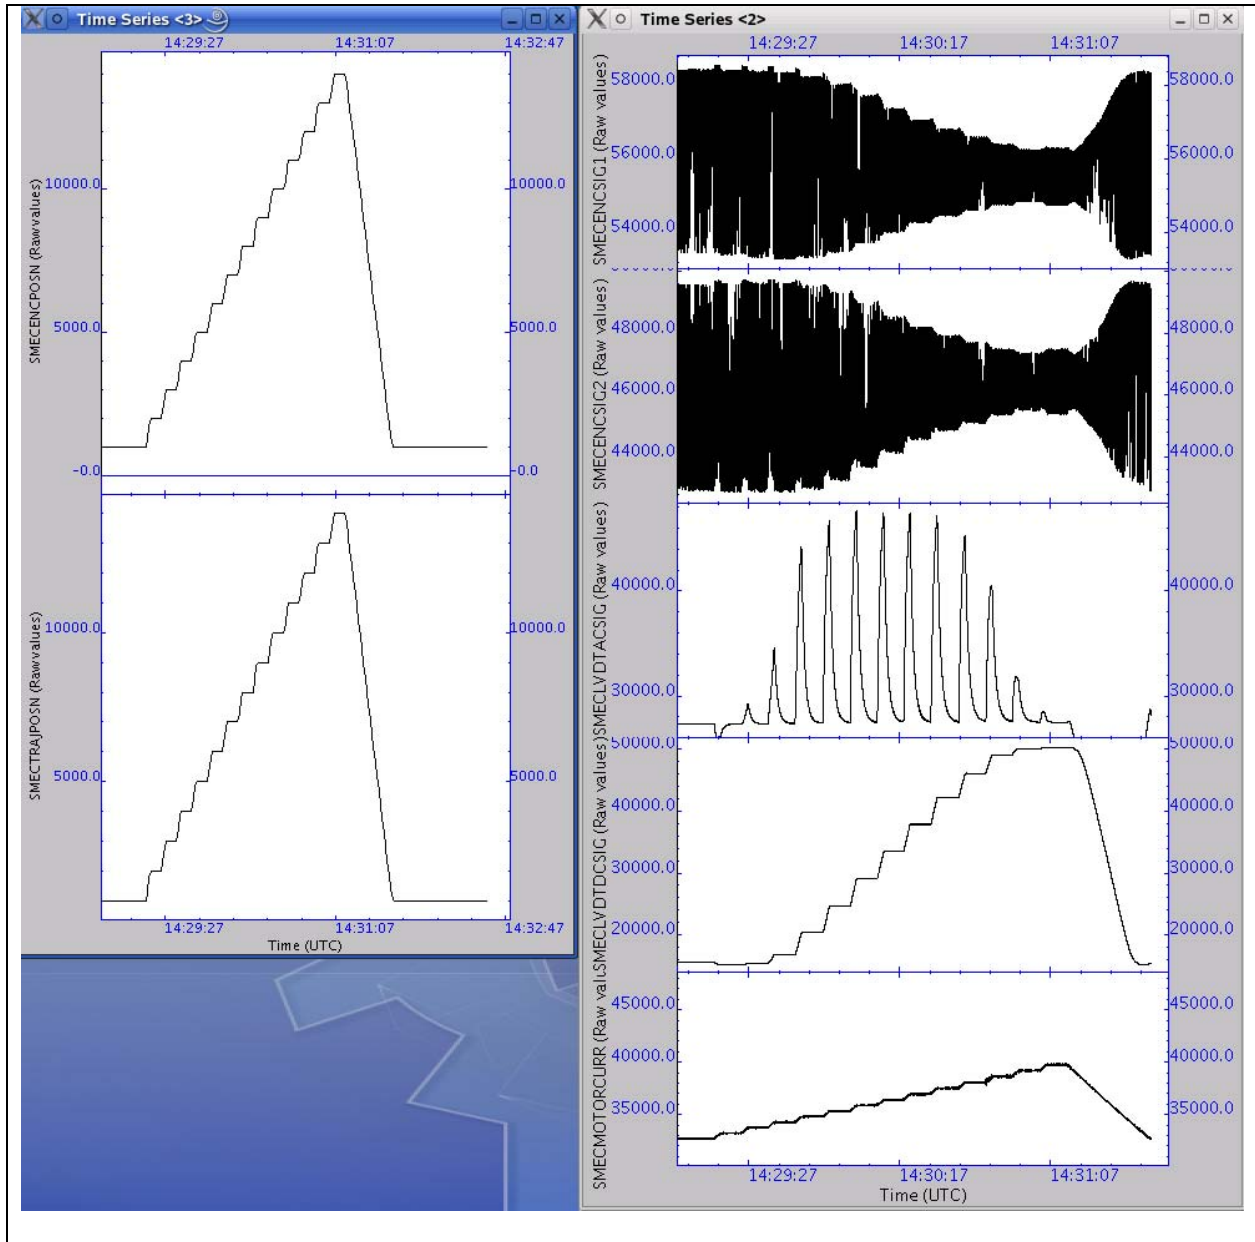 Time Series <3>
14:29:27 14:31:07 14:32:47
SMECENCPOSN (Raw values)
10000.0 10000.0
5000.0 5000.0
-0.0 -0.0
SMECTRAJPOSN (Raw values)
10000.0 10000.0
5000.0 5000.0
14:29:27 14:31:07 14:32:47
Time (UTC)
Time Series <2>
14:29:27 14:30:17 14:31:07
SMECENCSIG1 (Raw values)
58000.0 58000.0
56000.0 56000.0
54000.0 54000.0
SMECENCSIG2 (Raw values)
48000.0 48000.0
46000.0 46000.0
44000.0 44000.0
SMECLVDTACSIG (Raw values)
40000.0 40000.0
30000.0 30000.0
SMECLVDTDCSIG (Raw values)
50000.0 50000.0
40000.0 40000.0
30000.0 30000.0
20000.0 20000.0
SMECMOTORCURR (Raw valu
45000.0 45000.0
40000.0 40000.0
35000.0 35000.0
14:29:27 14:30:17 14:31:07
Time (UTC)